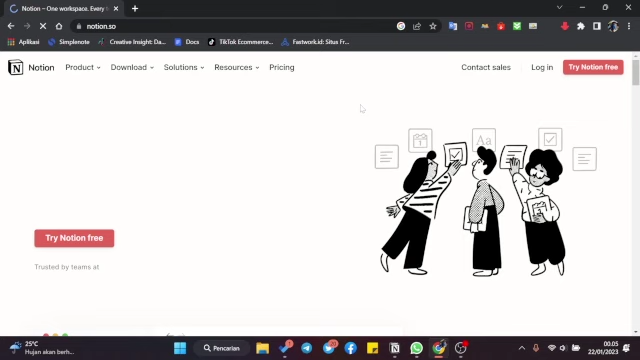 Notion – One workspace. Every t
notion.so
Aplikasi
Simplenote
Creative Insight: Da...
Docs
TikTok Ecommerce...
Fastwork.id: Situs Fr...
Notion
Product
Download
Solutions
Resources
Pricing
Contact sales
Log in
Try Notion free
Aa
Try Notion free
Trusted by teams at
25°C
Hujan akan berh...
Pencarian
00.05
22/01/2023